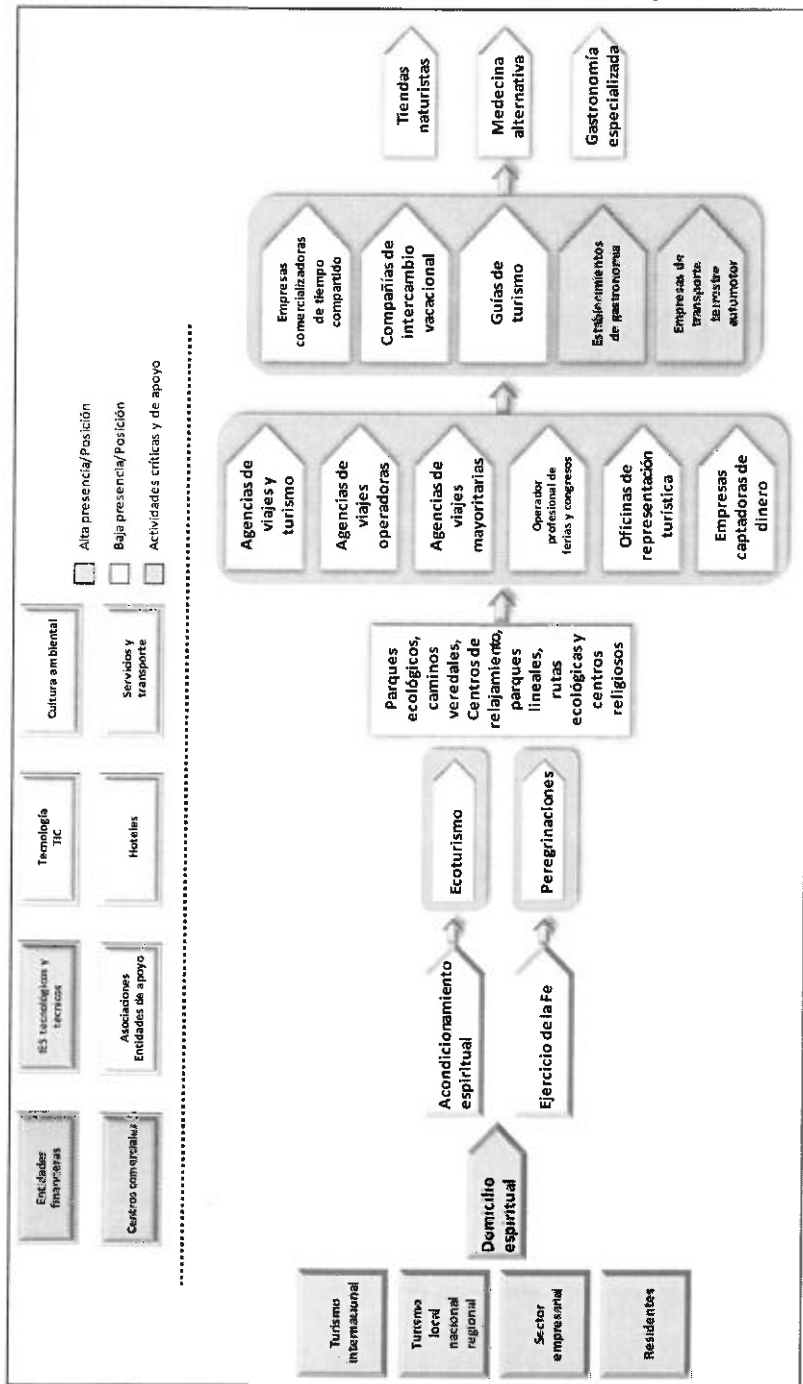 Entidades
financieras
IES tecnológicos y
técnicos
Tecnología
TIC
Cultura ambiental
Centros comerciales
Asociaciones
Entidades de apoyo
Hoteles
Servicios y
transporte
Alta presencia/Posición
Baja presencia/Posición
Actividades críticas y de apoyo
Turismo
internacional
Turismo
local
nacional
regional
Sector
empresarial
Residentes
Domicilio
espiritual
Acondicionamiento
espiritual
Ejercicio de la Fe
Ecoturismo
Peregrinaciones
Parques
ecológicos,
caminos
veredales,
Centros de
relajamiento,
parques
lineales,
rutas
ecológicas y
centros
religiosos
Agencias de
viajes y
turismo
Agencias de
viajes
operadoras
Agencias de
viajes
mayoritarias
Operador
profesional de
ferias y congresos
Oficinas de
representación
turística
Empresas
captadoras de
dinero
Empresas
comercializadoras
de tiempo
compartido
Compañías de
intercambio
vacacional
Guías de
turismo
Establecimientos
de gastronomía
Empresas de
transporte
terrestre
automotor
Tiendas
naturistas
Medecina
alternativa
Gastronomía
especializada